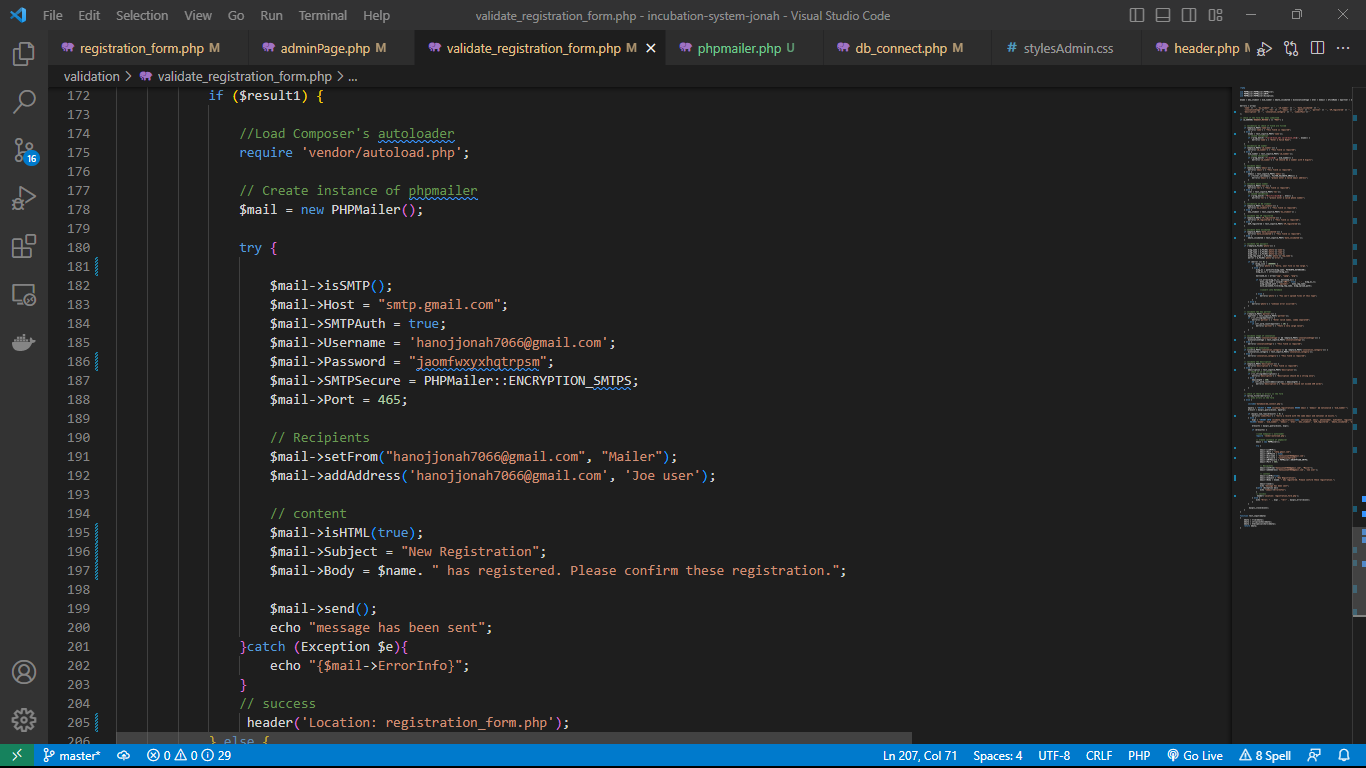 File Edit Selection View Go Run Terminal Help validate_registration_form.php - incubation-system-jonah - Visual Studio Code
registration_form.php M adminPage.php M validate_registration_form.php M phpmailer.php U db_connect.php M # stylesAdmin.css header.php M
validation > validate_registration_form.php > ...
172 if ($result1) {
173
174 //Load Composer's autoloader
175 require 'vendor/autoload.php';
176
177 // Create instance of phpmailer
178 $mail = new PHPMailer();
179
180 try {
181
182 $mail->isSMTP();
183 $mail->Host = "smtp.gmail.com";
184 $mail->SMTPAuth = true;
185 $mail->Username = 'hanojjonah7066@gmail.com';
186 $mail->Password = "jaomfwxyxhqtrpsm";
187 $mail->SMTPSecure = PHPMailer::ENCRYPTION_SMTPS;
188 $mail->Port = 465;
189
190 // Recipients
191 $mail->setFrom("hanojjonah7066@gmail.com", "Mailer");
192 $mail->addAddress('hanojjonah7066@gmail.com', 'Joe user');
193
194 // content
195 $mail->isHTML(true);
196 $mail->Subject = "New Registration";
197 $mail->Body = $name. " has registered. Please confirm these registration.";
198
199 $mail->send();
200 echo "message has been sent";
201 }catch (Exception $e){
202 echo "{$mail->ErrorInfo}";
203 }
204 // success
205 header('Location: registration_form.php');
206 } else {
16
master* 0 0 29 Ln 207, Col 71 Spaces: 4 UTF-8 CRLF PHP Go Live 8 Spell